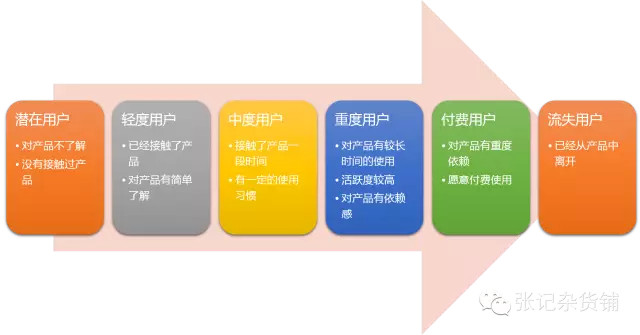 潜在用户
• 对产品不了解
• 没有接触过产
品
轻度用户
• 已经接触了产
品
• 对产品有简单
了解
中度用户
• 接触了产品一
段时间
• 有一定的使用
习惯
重度用户
• 对产品有较长
时间的使用
• 活跃度较高
• 对产品有依赖
感
付费用户
• 对产品有重度
依赖
• 愿意付费使用
流失用户
• 已经从产品中
离开
张记杂货铺